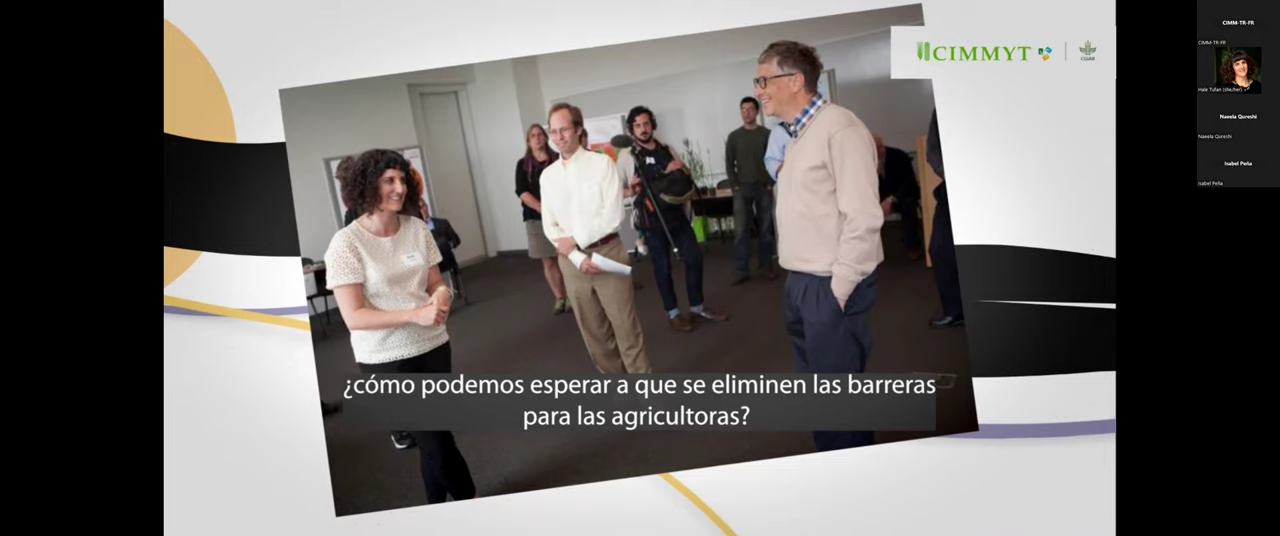 CIMMYT
CGIAR
¿cómo podemos esperar a que se eliminen las barreras
para las agricultoras?
CIMM-TR-FR
CIMM-TR-FR
Hale Tufan (she/her)
Naeela Qureshi
Naeela Qureshi
Isabel Peña
Isabel Peña